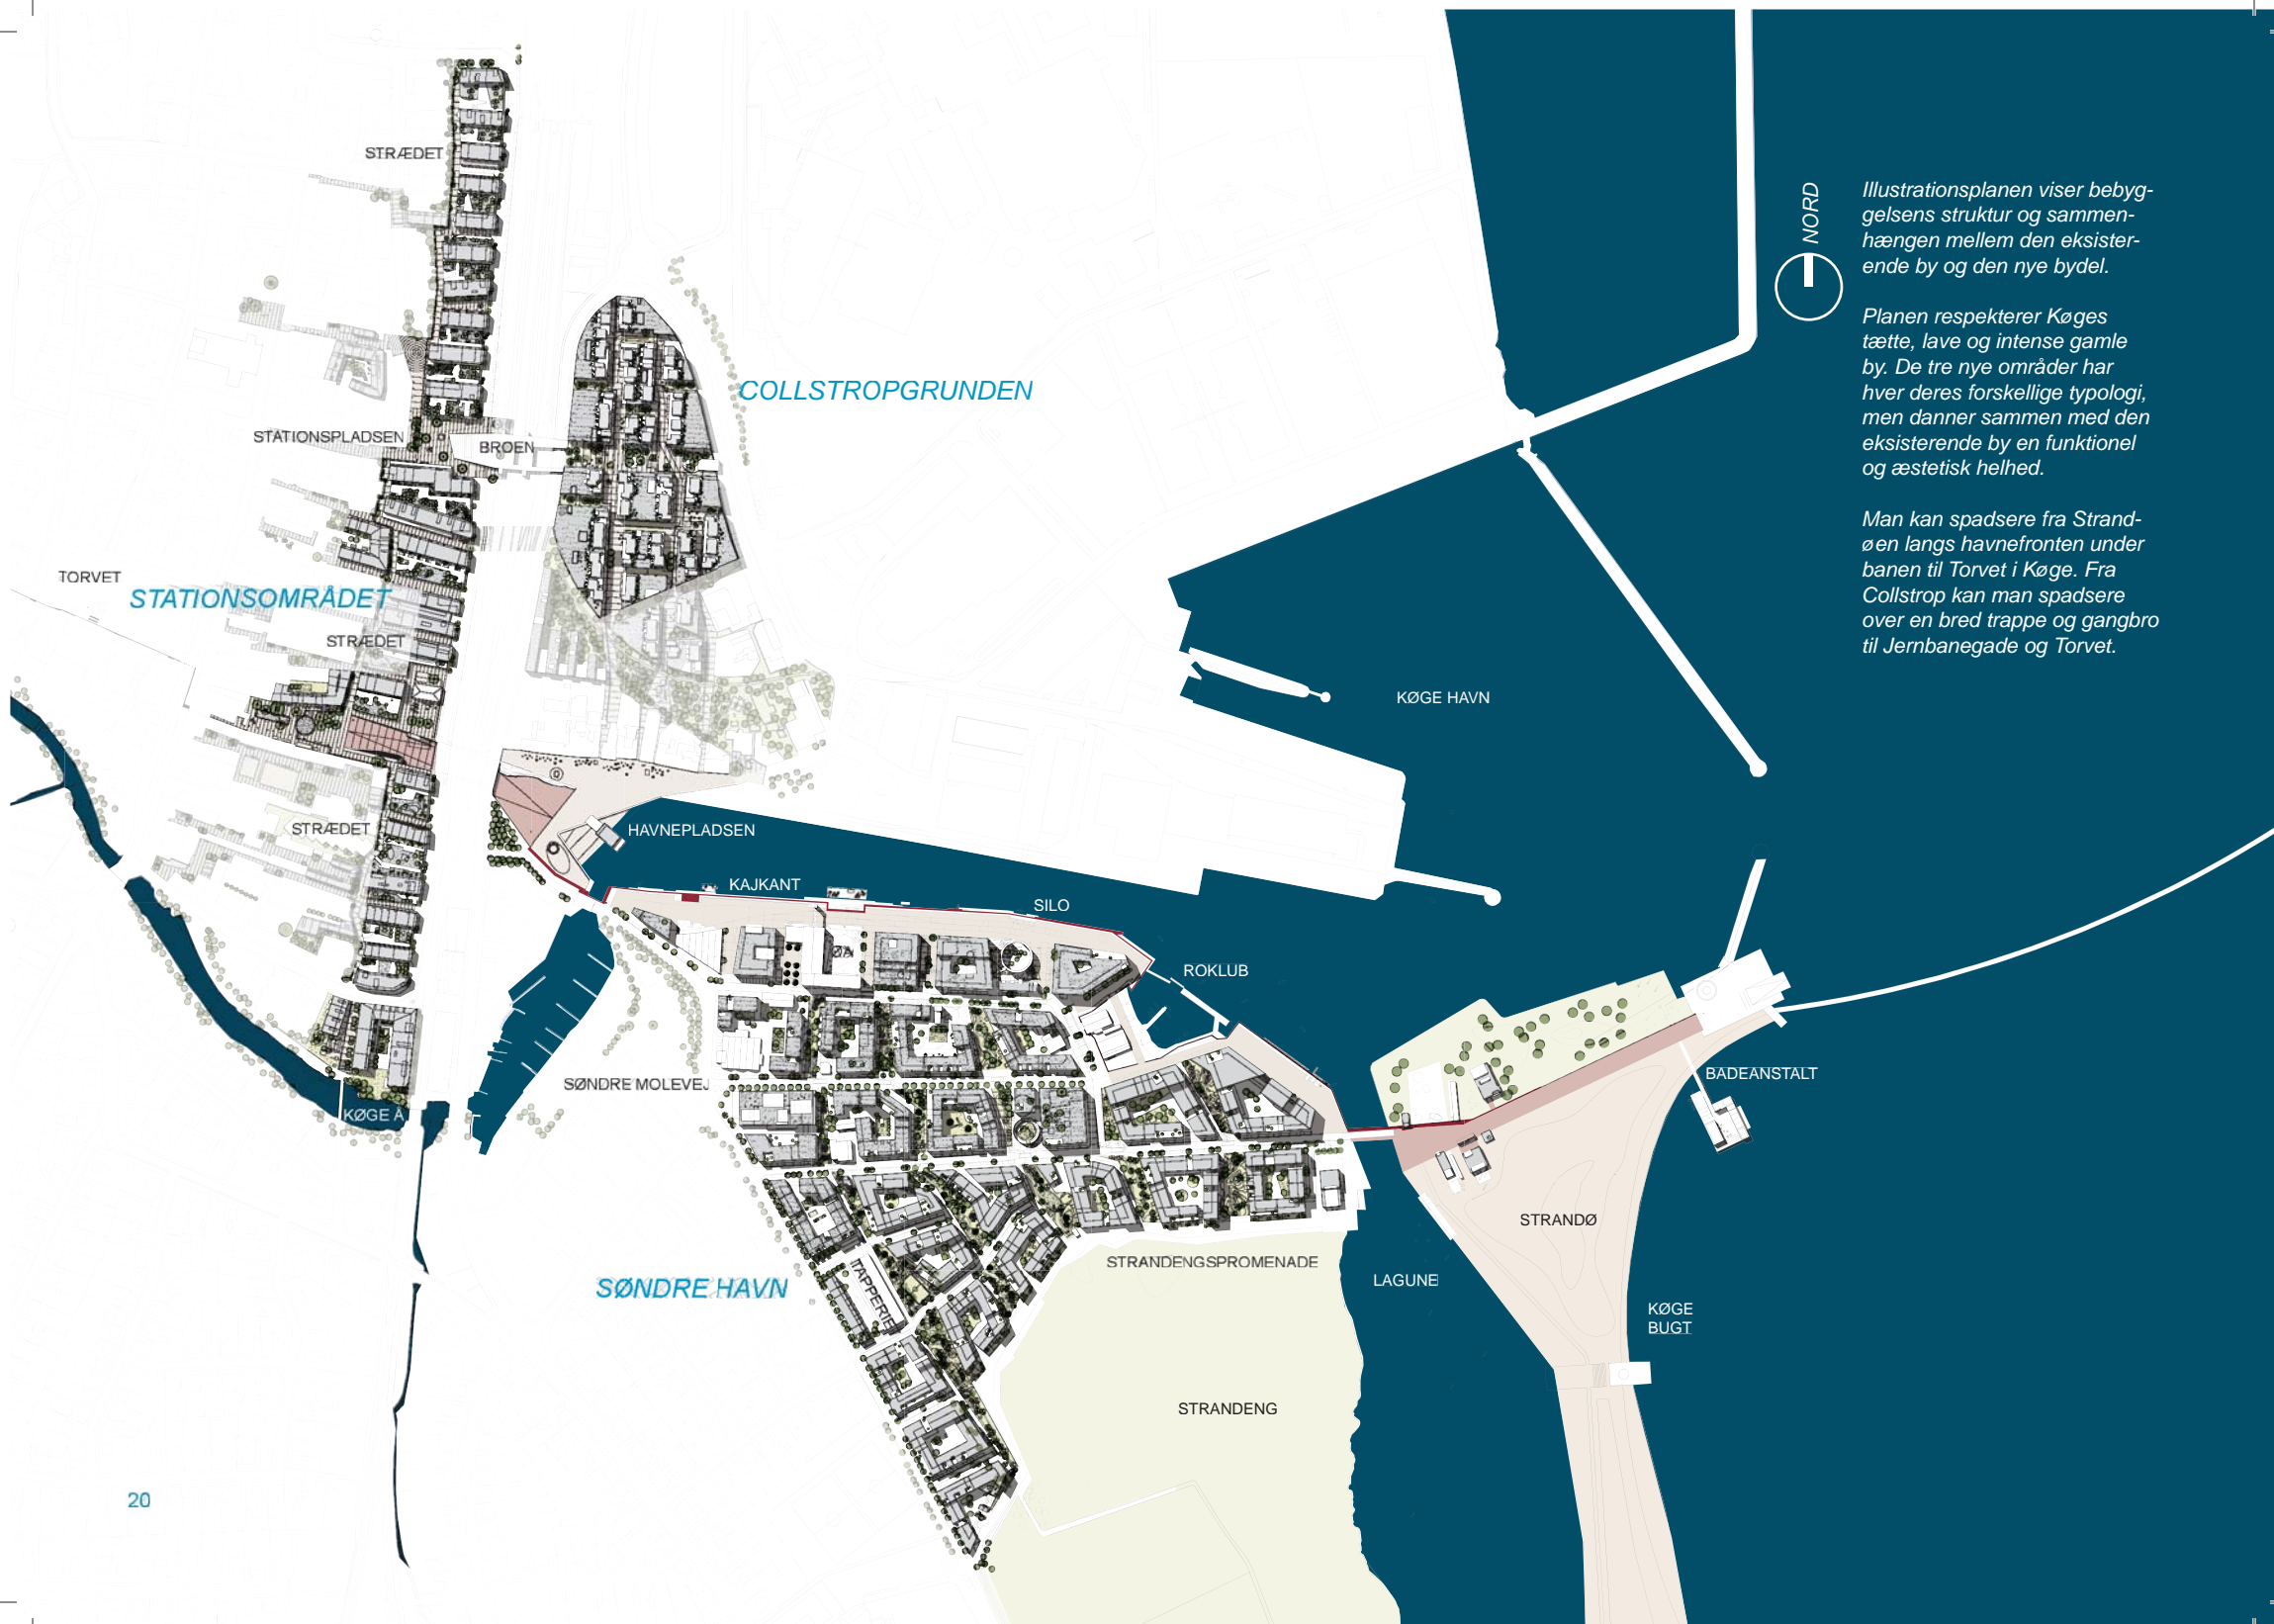 STRÆDET
NORD
Illustrationsplanen viser bebyg-
gelsens struktur og sammen-
hængen mellem den eksister-
ende by og den nye bydel.
Planen respekterer Køges
tætte, lave og intense gamle
by. De tre nye områder har
hver deres forskellige typologi,
men danner sammen med den
eksisterende by en funktionel
og æstetisk helhed.
Man kan spadsere fra Strand-
øen langs havnefronten under
banen til Torvet i Køge. Fra
Collstrop kan man spadsere
over en bred trappe og gangbro
til Jernbanegade og Torvet.
COLLSTROPGRUNDEN
STATIONSPLADSEN
BROEN
TORVET
STATIONSOMRÅDET
STRÆDET
KØGE HAVN
STRÆDET
HAVNEPLADSEN
KAJKANT
SILO
ROKLUB
SØNDRE MOLEVEJ
BADEANSTALT
KØGE Å
STRANDØ
STRANDENGSPROMENADE
LAGUNE
SØNDRE HAVN
TAPPERIET
KØGE
BUGT
STRANDENG
20